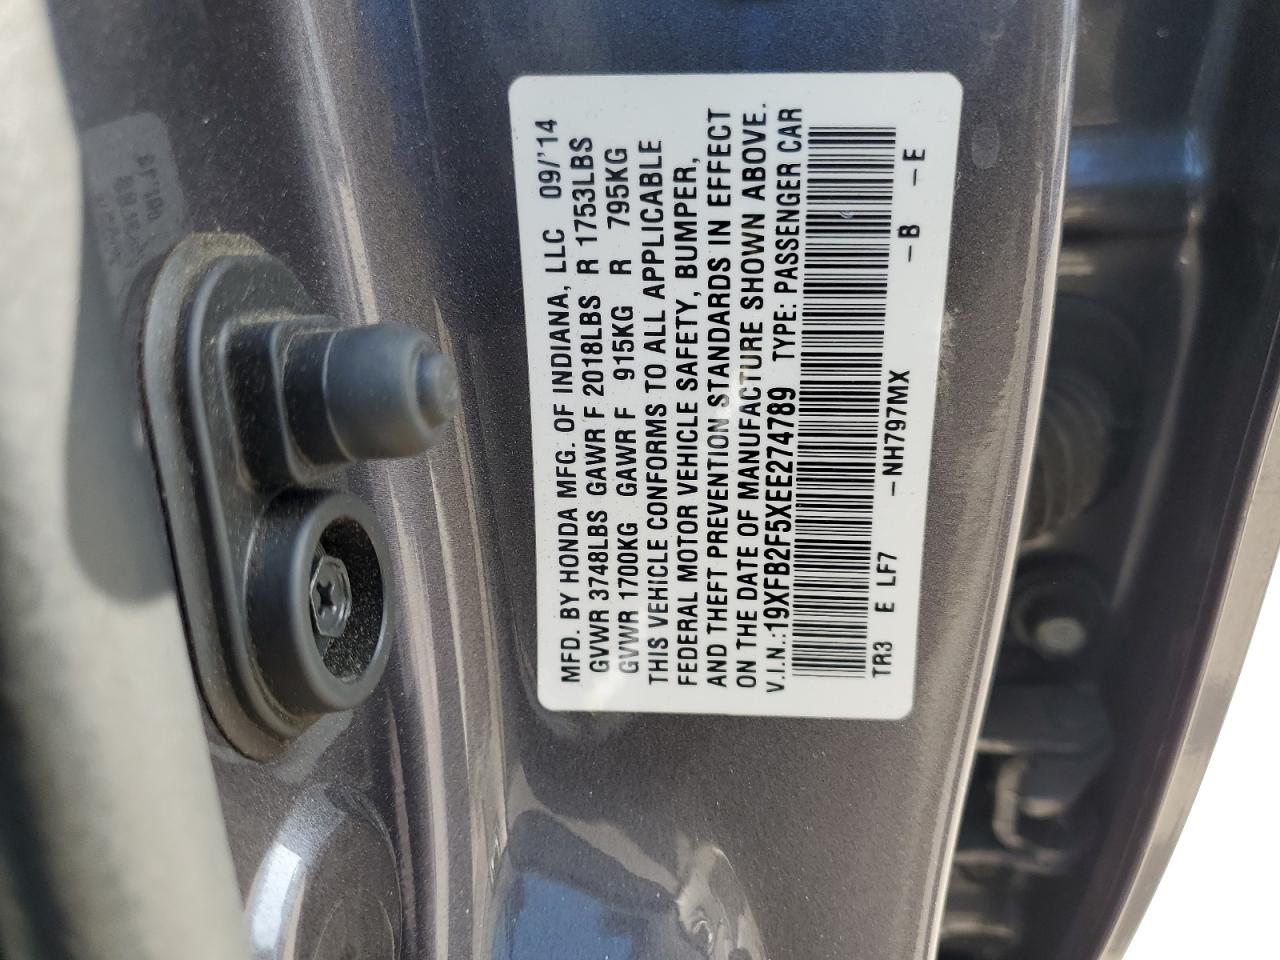 MFD. BY HONDA MFG. OF INDIANA, LLC 09/'14
GVWR 3748LBS GAWR F 2018LBS R 1753LBS
GVWR 1700KG GAWR F 915KG R 795KG
THIS VEHICLE CONFORMS TO ALL APPLICABLE
FEDERAL MOTOR VEHICLE SAFETY, BUMPER,
AND THEFT PREVENTION STANDARDS IN EFFECT
ON THE DATE OF MANUFACTURE SHOWN ABOVE.
V.I.N.:19XFB2F5XEE274789 TYPE: PASSENGER CAR
TR3 E LF7 -NH797MX -B -E